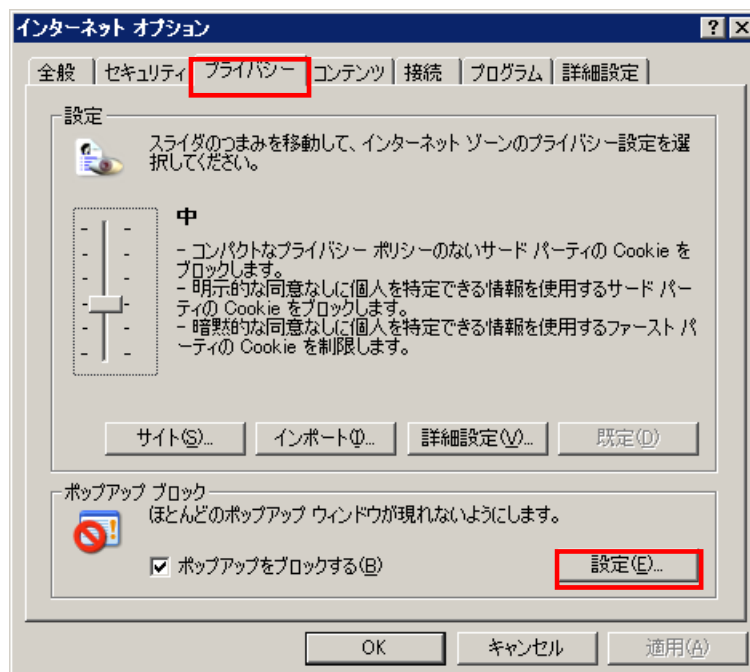 インターネット オプション
全般 セキュリティ プライバシー コンテンツ 接続 プログラム 詳細設定
設定
スライダのつまみを移動して、インターネット ゾーンのプライバシー設定を選
択してください。
中
- コンパクトなプライバシー ポリシーのないサード パーティの Cookie を
ブロックします。
- 明示的な同意なしに個人を特定できる情報を使用するサード パー
ティの Cookie をブロックします。
- 暗黙的な同意なしに個人を特定できる情報を使用するファースト パ
ーティの Cookie を制限します。
サイト(S)... インポート(I)... 詳細設定(V)... 既定(D)
ポップアップ ブロック
ほとんどのポップアップ ウィンドウが現れないようにします。
ポップアップをブロックする(B) 設定(E)...
OK キャンセル 適用(A)